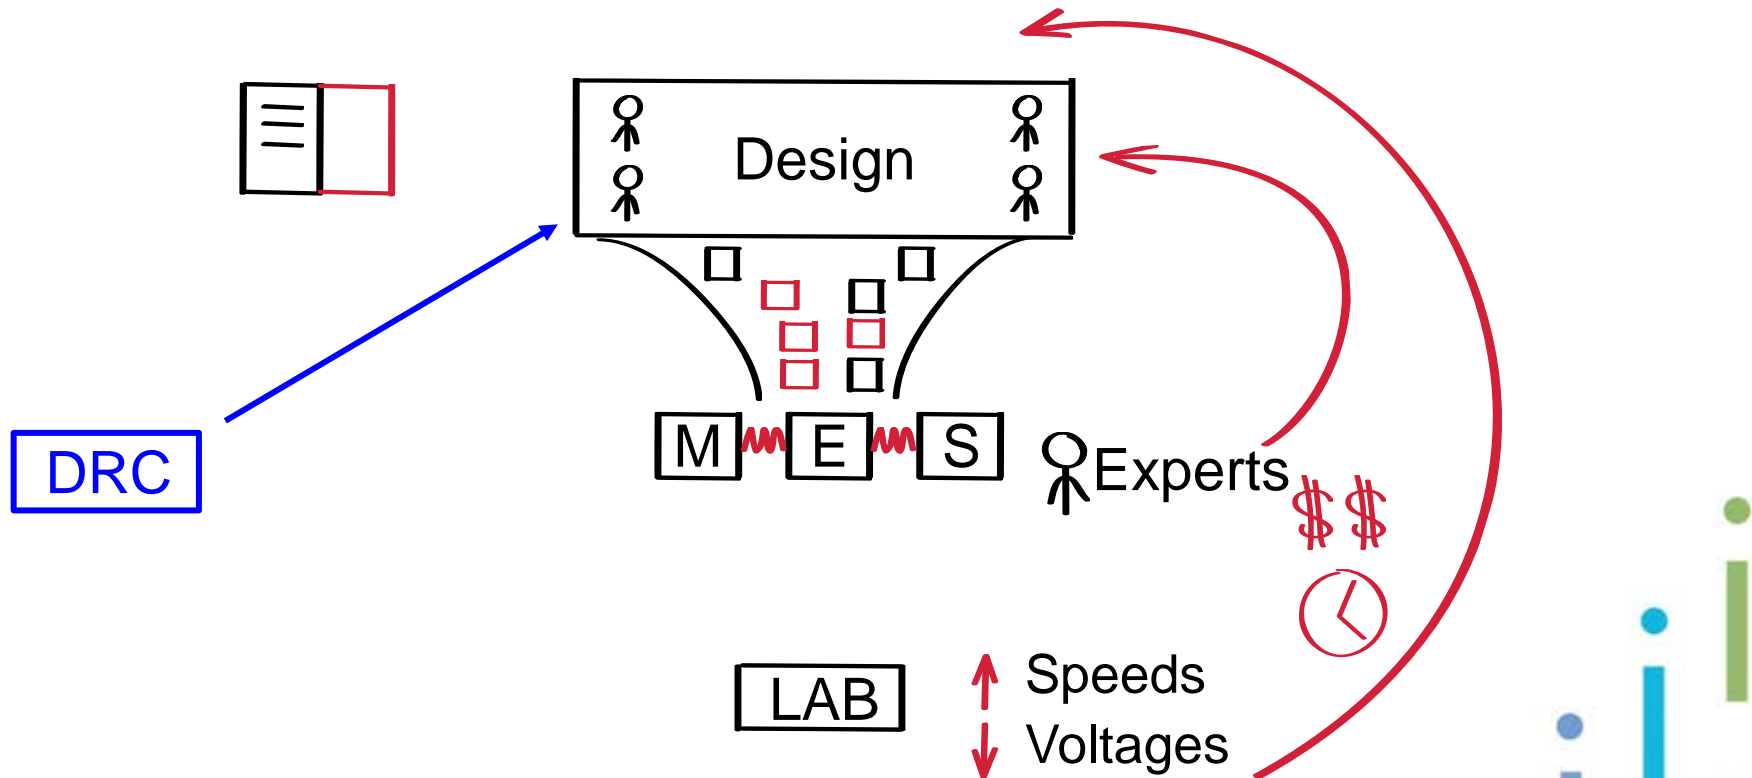 Design
M E S
Experts
DRC
$ $
LAB
Speeds
Voltages